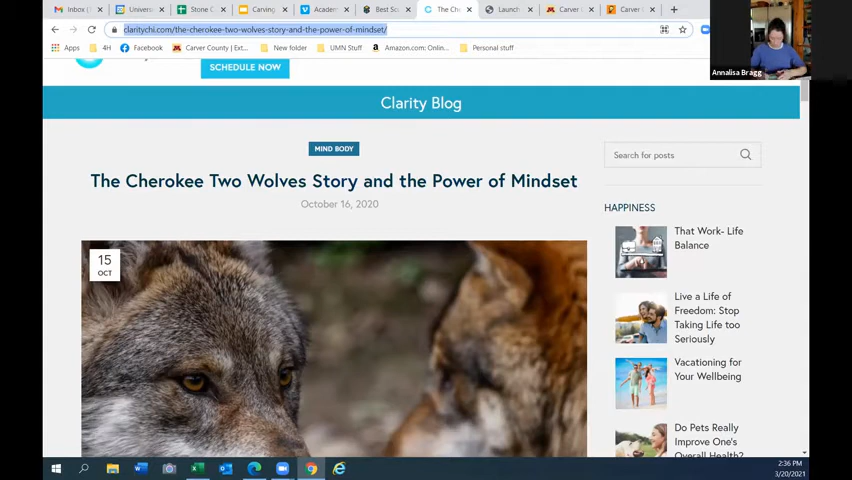 Inbox (
Univers
Stone C
Carving
Academ
Best So
The Che
Launch
Carver
Carver
claritychi.com/the-cherokee-two-wolves-story-and-the-power-of-mindset/
Apps
4H
Facebook
Carver County | Ext...
New folder
UMN Stuff
Amazon.com: Onlin...
Personal stuff
Annalisa Bragg
SCHEDULE NOW
Clarity Blog
MIND BODY
The Cherokee Two Wolves Story and the Power of Mindset
October 16, 2020
15
OCT
Search for posts
HAPPINESS
That Work- Life
Balance
Live a Life of
Freedom: Stop
Taking Life too
Seriously
Vacationing for
Your Wellbeing
Do Pets Really
Improve One's
Overall Health?
2:36 PM
3/20/2021